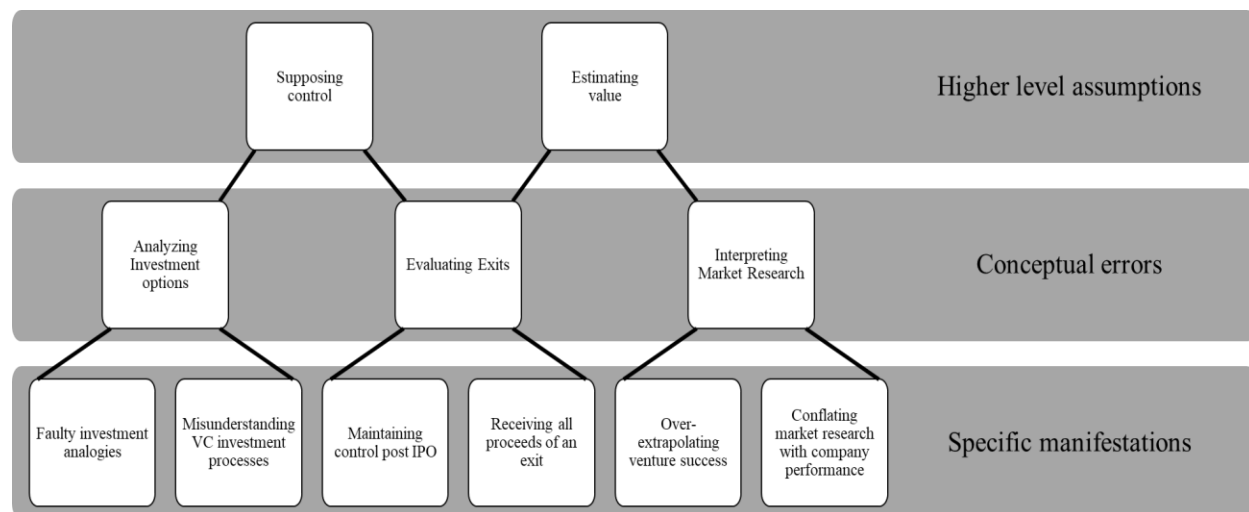 Supposing
control
Estimating
value
Higher level assumptions
Analyzing
Investment
options
Evaluating Exits
Interpreting
Market Research
Conceptual errors
Faulty investment
analogies
Misunderstanding
VC investment
processes
Maintaining
control post IPO
Receiving all
proceeds of an
exit
Over-
extrapolating
venture success
Conflating
market research
with company
performance
Specific manifestations